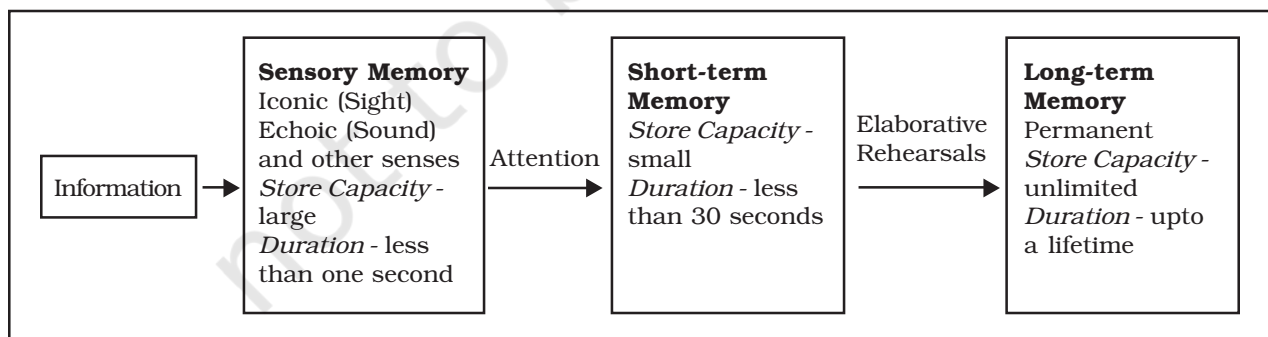 Information
Sensory Memory
Iconic (Sight)
Echoic (Sound)
and other senses
Store Capacity -
large
Duration - less
than one second
Attention
Short-term
Memory
Store Capacity -
small
Duration - less
than 30 seconds
Elaborative
Rehearsals
Long-term
Memory
Permanent
Store Capacity -
unlimited
Duration - upto
a lifetime
not to